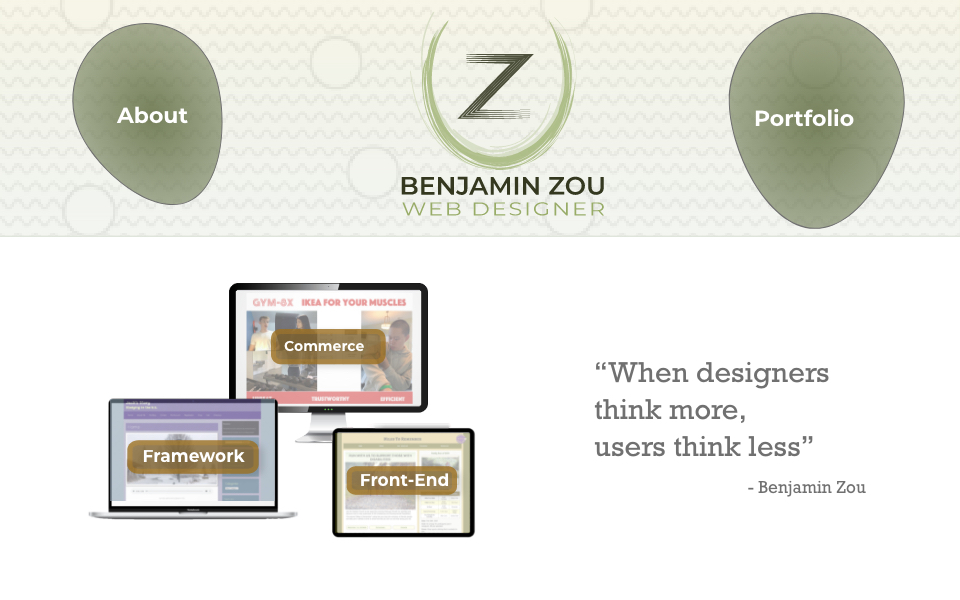 About
Z
Portfolio
BENJAMIN ZOU
WEB DESIGNER
GYM-8X IKEA FOR YOUR MUSCLES
Commerce
TRUSTWORTHY
EFFICIENT
Framework
Front-End
“When designers
think more,
users think less”
- Benjamin Zou